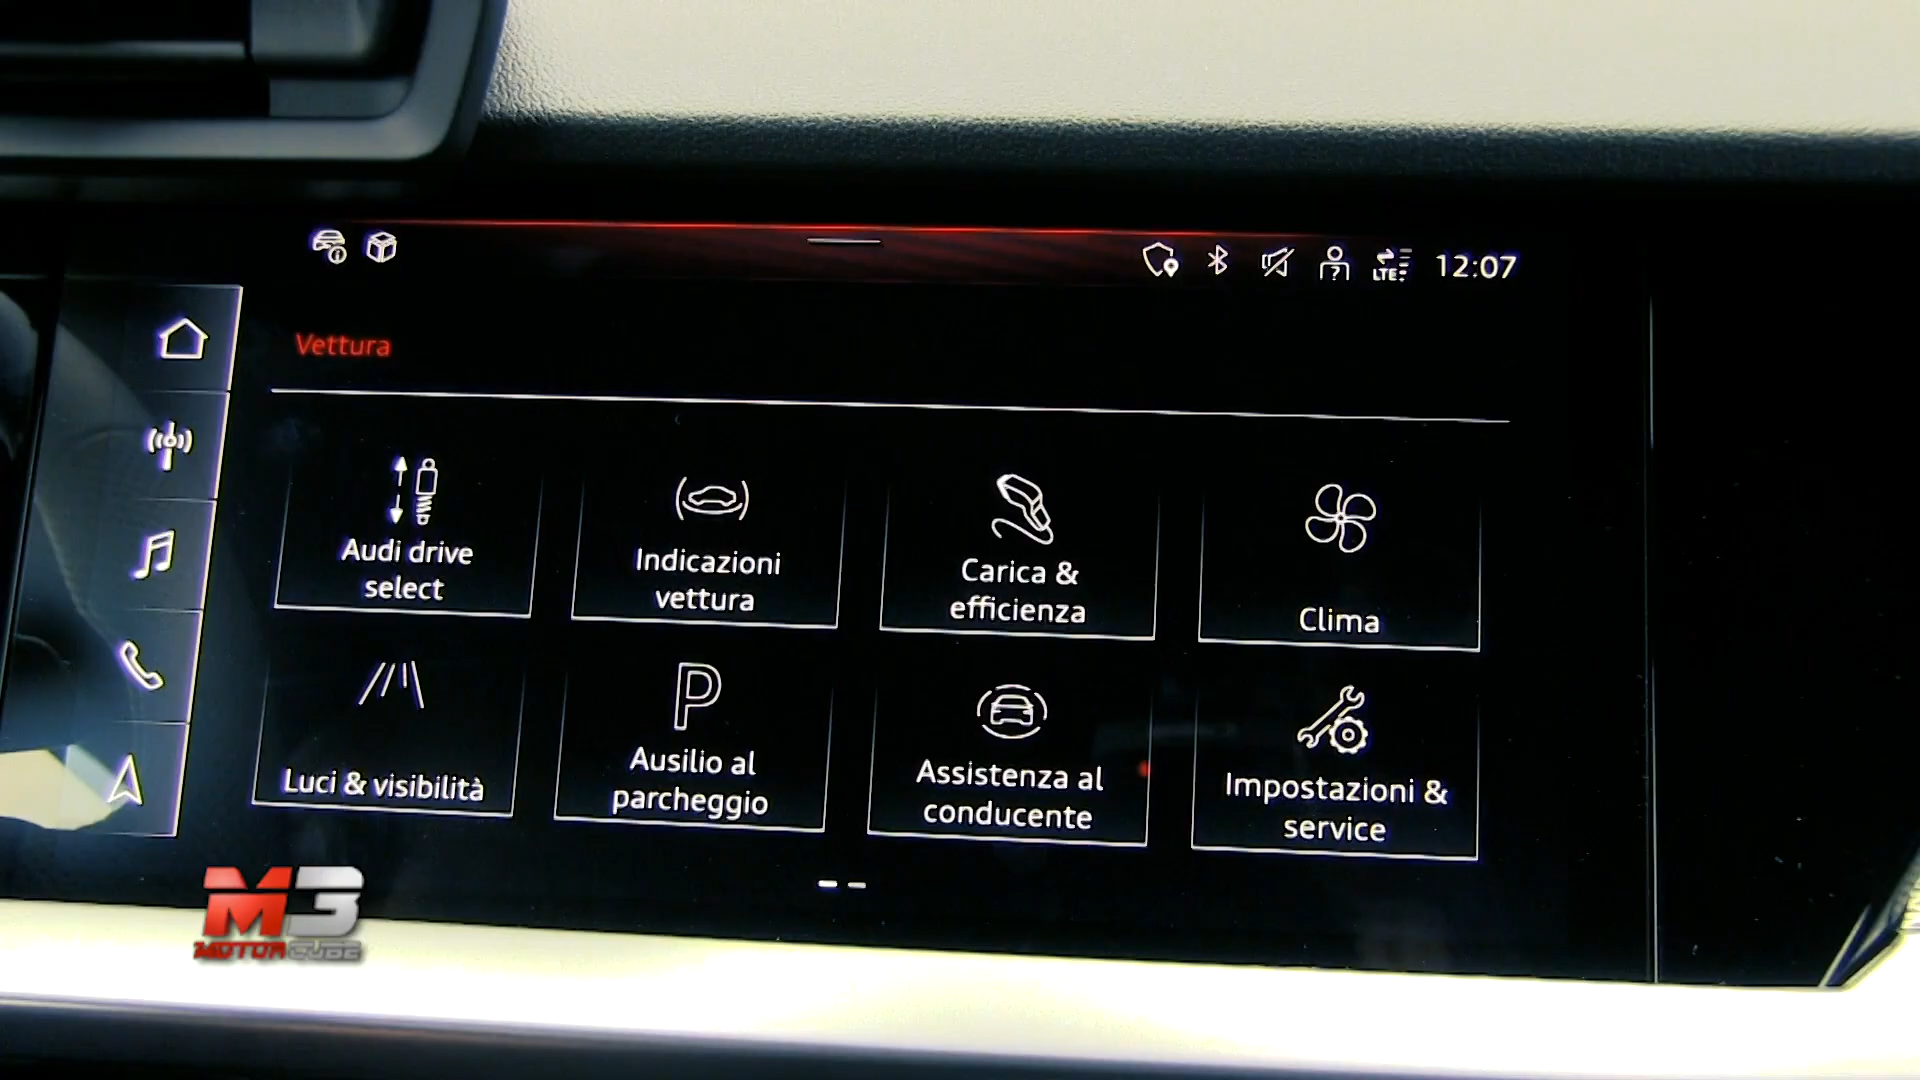 LTE
12:07
Vettura
Audi drive
select
Indicazioni
vettura
Carica &
efficienza
Clima
Luci & visibilità
P
Ausilio al
parcheggio
Assistenza al
conducente
Impostazioni &
service
M3
MOTOR CUBE